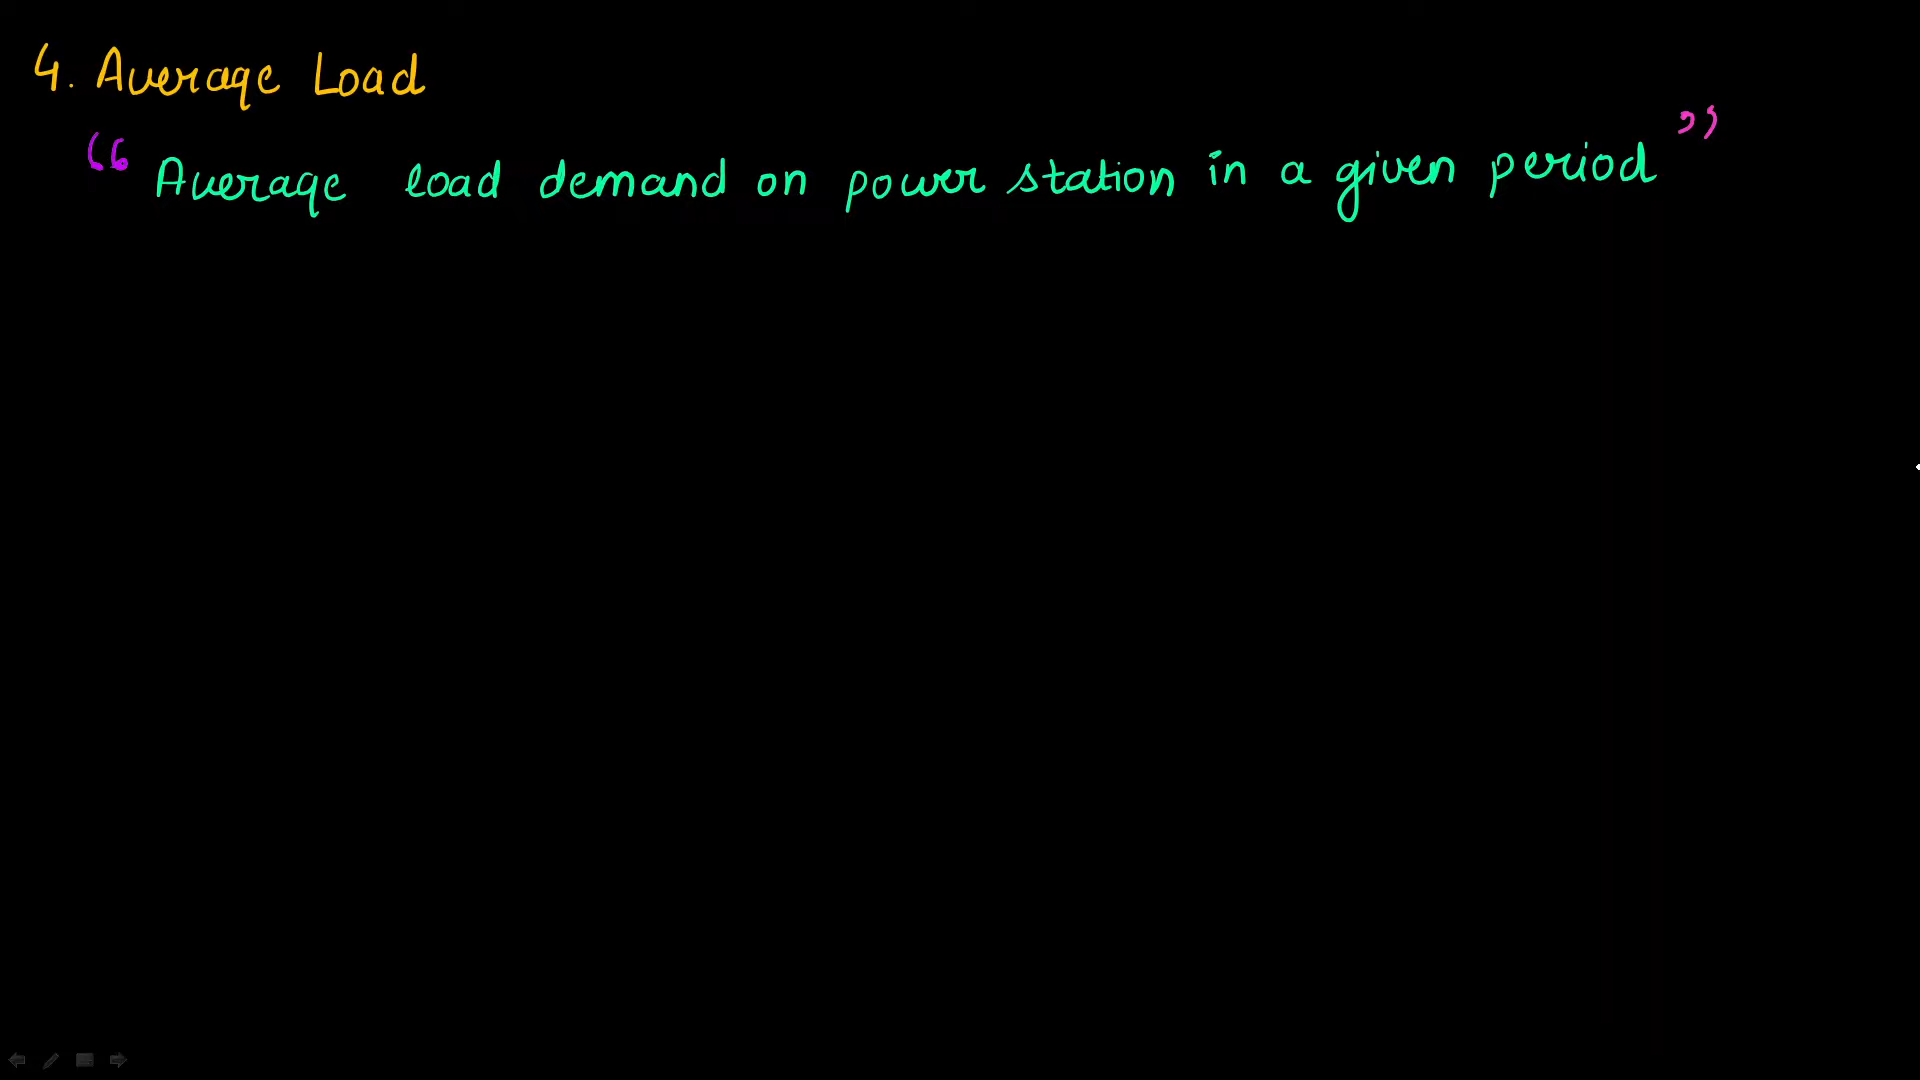 4. Average Load
“ Average load demand on power station in a given period ”